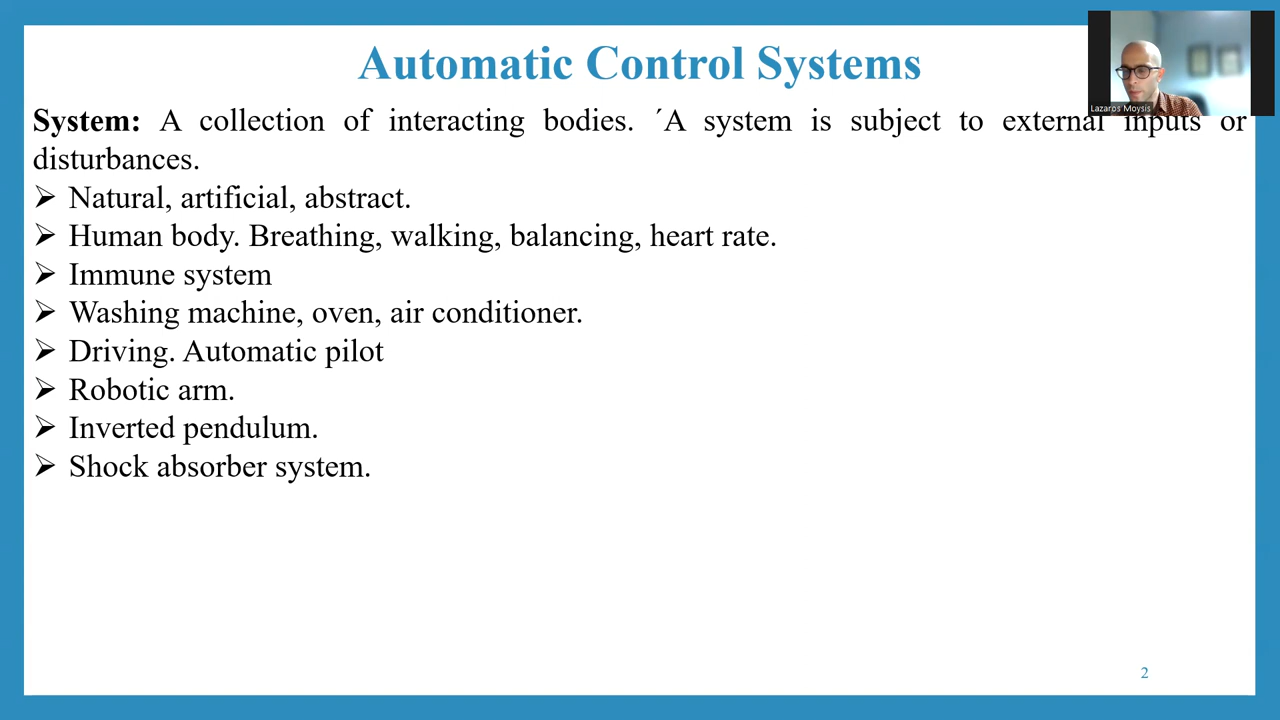 Automatic Control Systems
Lazaros Moysis
System: A collection of interacting bodies. ´A system is subject to external inputs or
disturbances.
➢ Natural, artificial, abstract.
➢ Human body. Breathing, walking, balancing, heart rate.
➢ Immune system
➢ Washing machine, oven, air conditioner.
➢ Driving. Automatic pilot
➢ Robotic arm.
➢ Inverted pendulum.
➢ Shock absorber system.
2